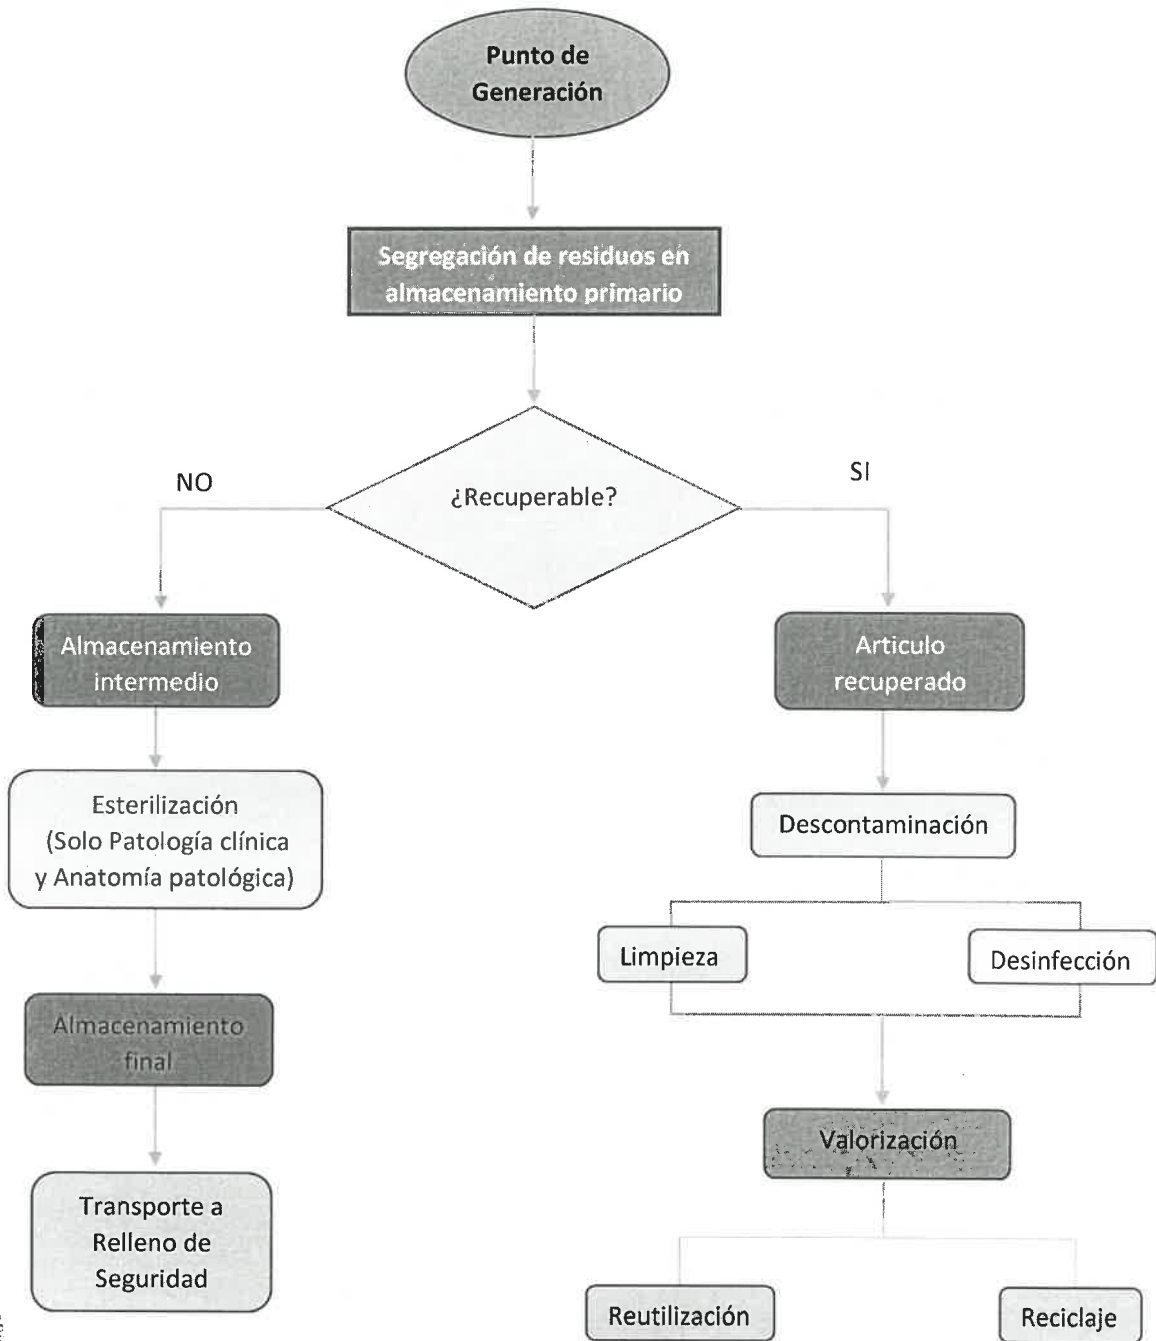 Punto de
Generación
Segregación de residuos en
almacenamiento primario
¿Recuperable?
NO
SI
Almacenamiento
intermedio
Articulo
recuperado
Esterilización
(Solo Patología clínica
y Anatomía patológica)
Descontaminación
Limpieza
Desinfección
Almacenamiento
final
Valorización
Transporte a
Relleno de
Seguridad
Reutilización
Reciclaje